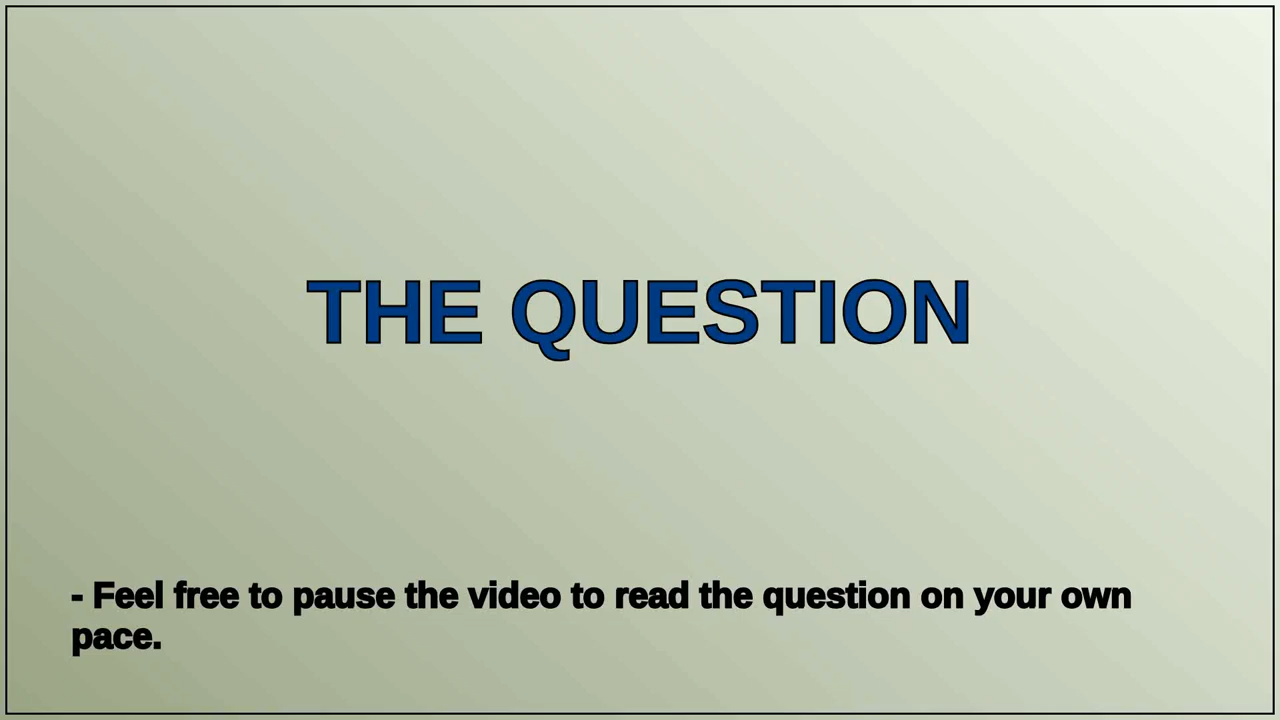 THE QUESTION
- Feel free to pause the video to read the question on your own
pace.